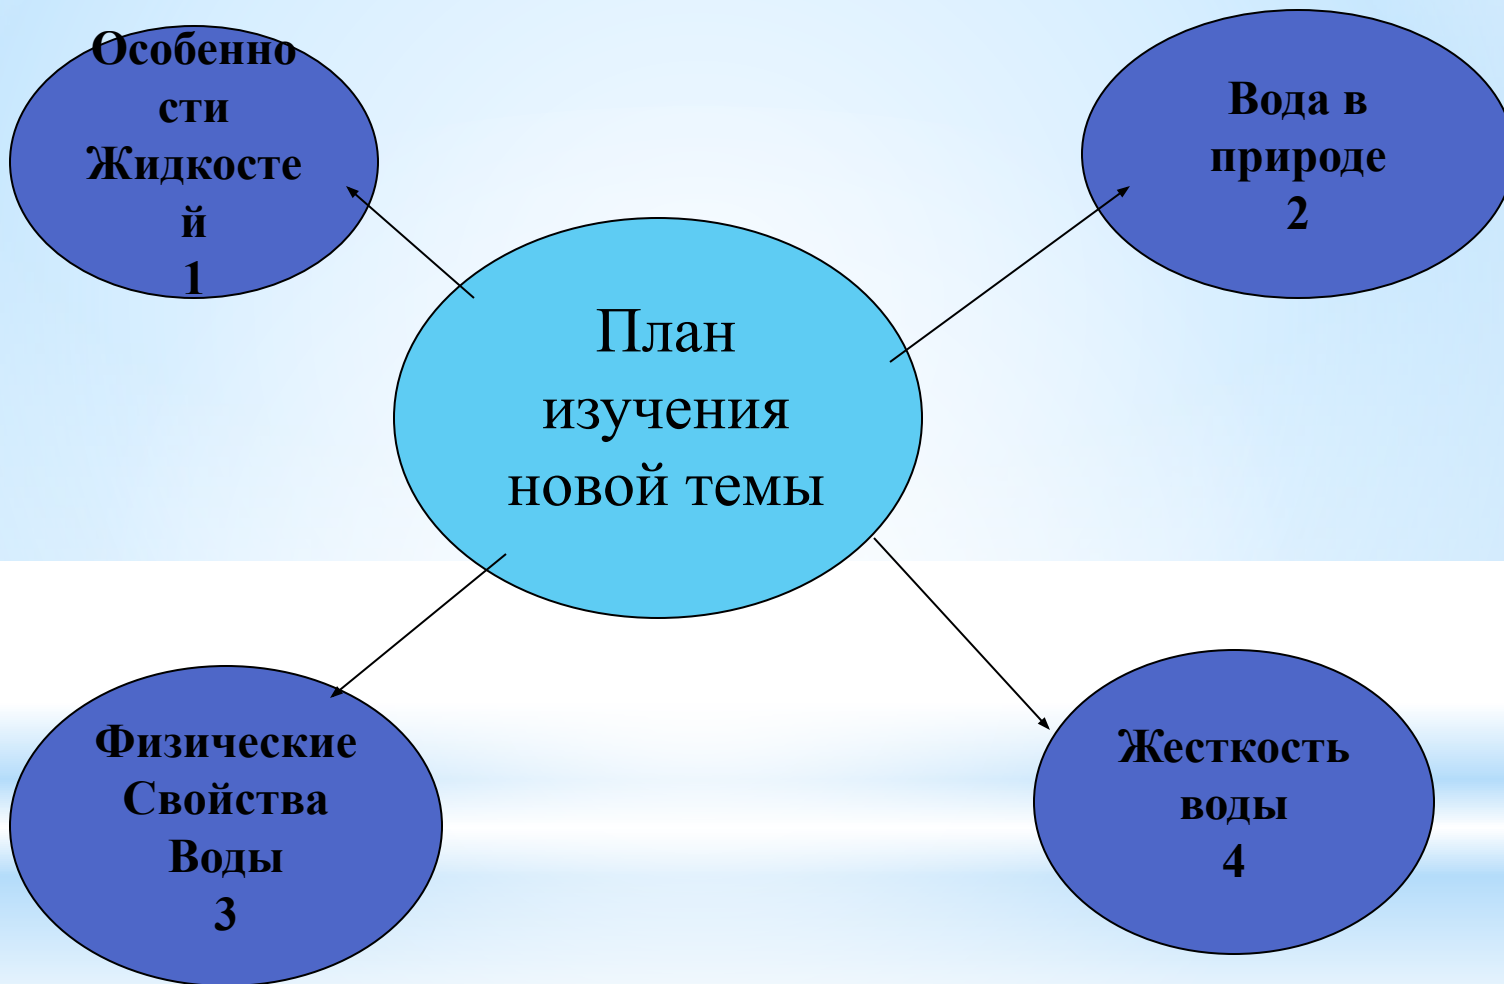 Особенно
сти
Жидкосте
й
1
Вода в
природе
2
План
изучения
новой темы
Физические
Свойства
Воды
3
Жесткость
воды
4